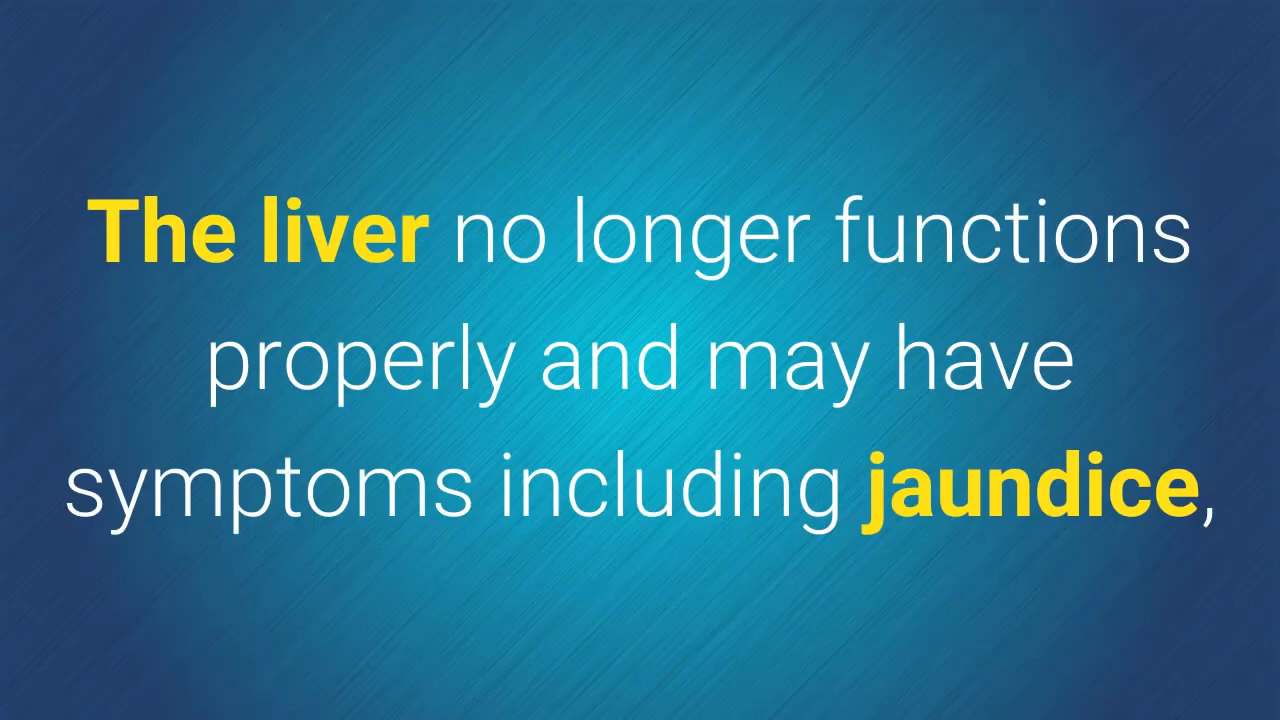 The liver no longer functions
properly and may have
symptoms including jaundice,